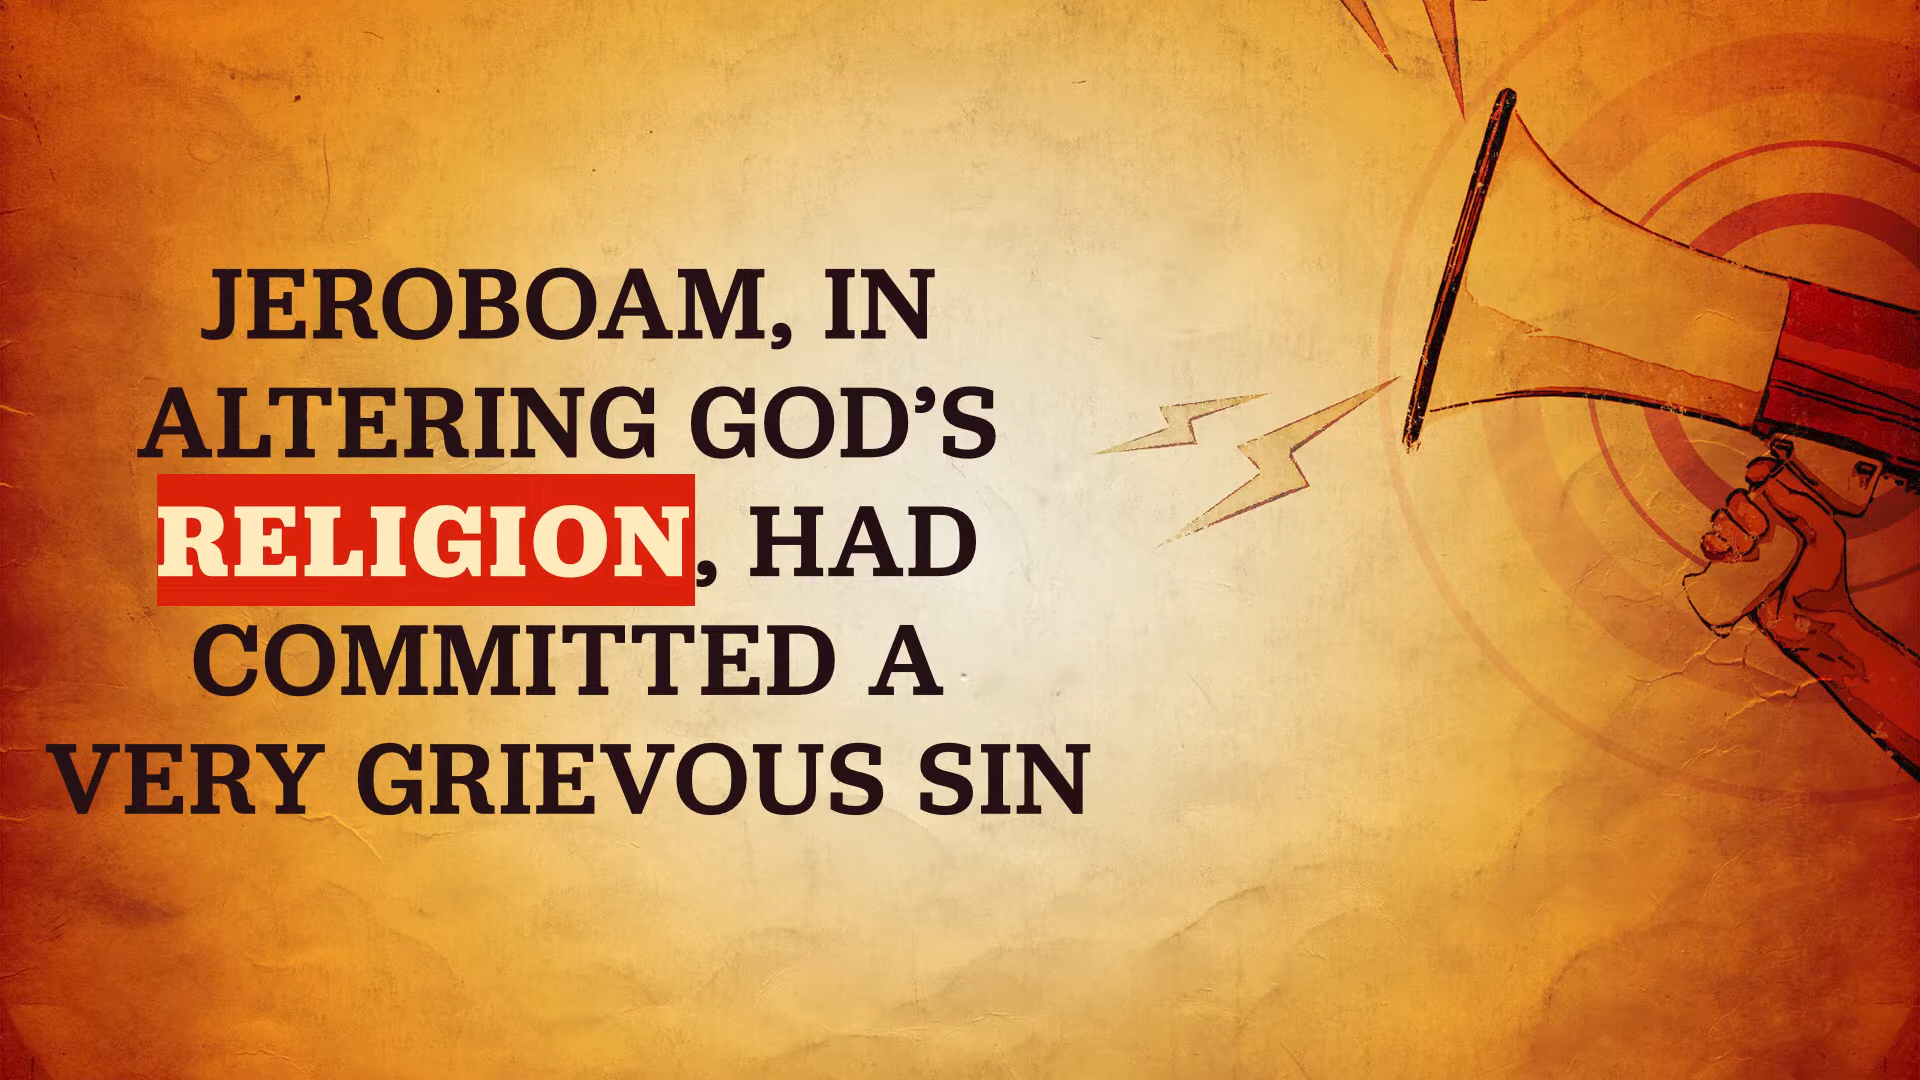 JEROBOAM, IN
ALTERING GOD’S
RELIGION, HAD
COMMITTED A
VERY GRIEVOUS SIN